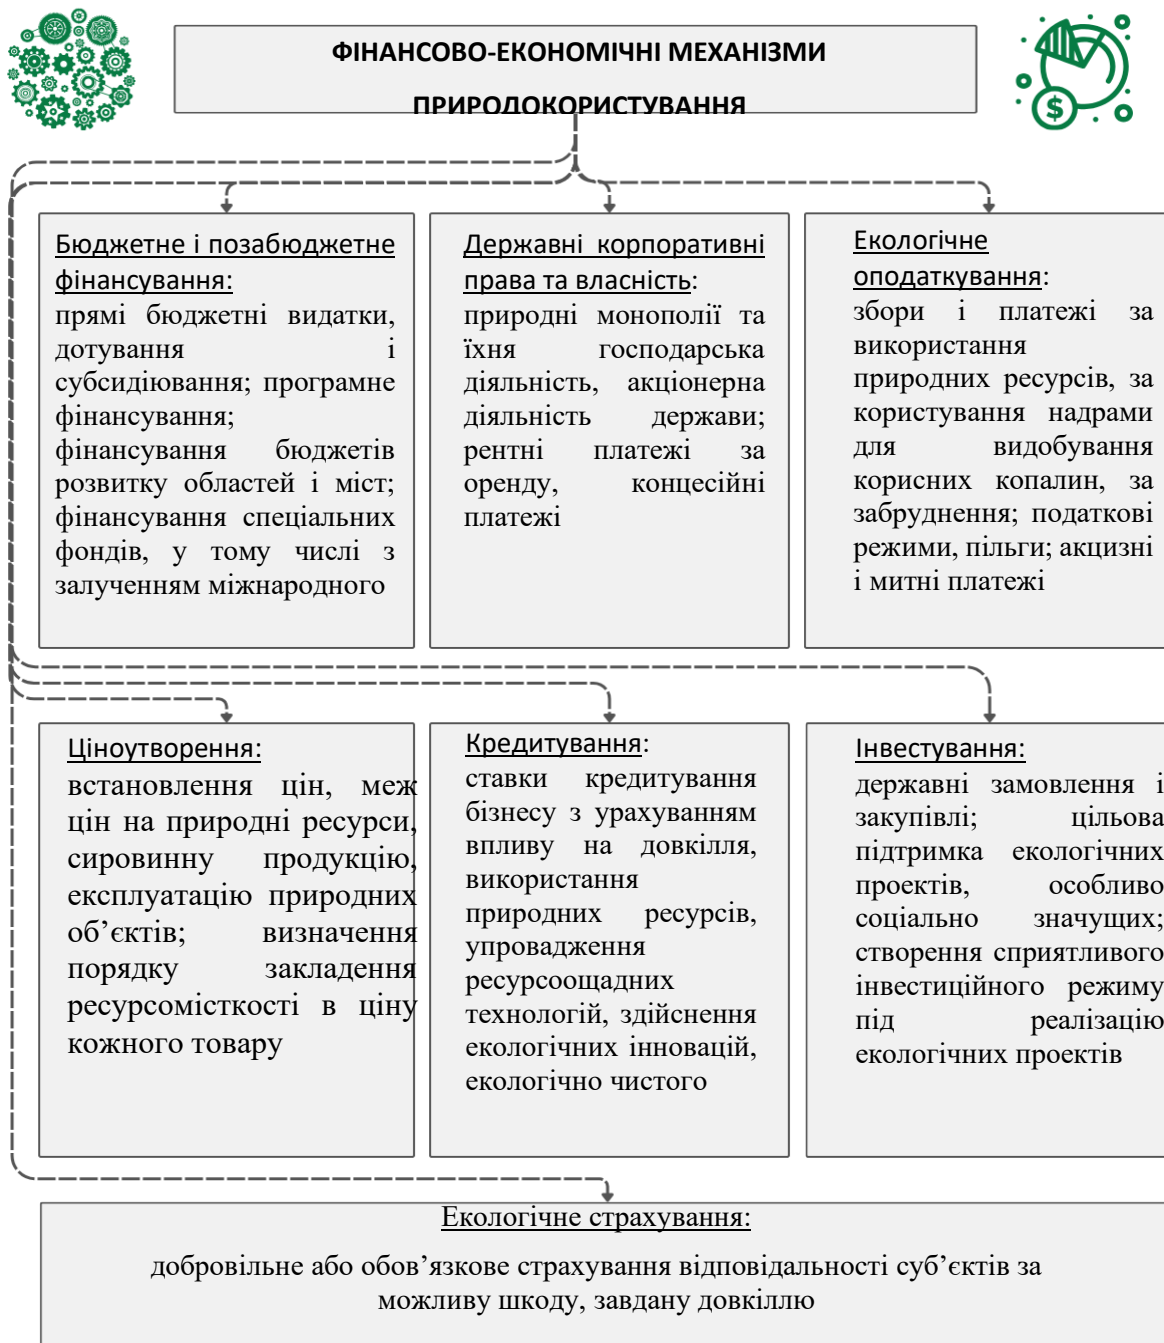 ФІНАНСОВО-ЕКОНОМІЧНІ МЕХАНІЗМИ
ПРИРОДОКОРИСТУВАННЯ
$
Бюджетне і позабюджетне
фінансування:
прямі бюджетні видатки,
дотування і
субсидіювання; програмне
фінансування;
фінансування бюджетів
розвитку областей і міст;
фінансування спеціальних
фондів, у тому числі з
залученням міжнародного
Державні корпоративні
права та власність:
природні монополії та
їхня господарська
діяльність, акціонерна
діяльність держави;
рентні платежі за
оренду, концесійні
платежі
Екологічне
оподаткування:
збори і платежі за
використання
природних ресурсів, за
користування надрами
для видобування
корисних копалин, за
забруднення; податкові
режими, пільги; акцизні
і митні платежі
Ціноутворення:
встановлення цін, меж
цін на природні ресурси,
сировинну продукцію,
експлуатацію природних
об’єктів; визначення
порядку закладення
ресурсомісткості в ціну
кожного товару
Кредитування:
ставки кредитування
бізнесу з урахуванням
впливу на довкілля,
використання
природних ресурсів,
упровадження
ресурсоощадних
технологій, здійснення
екологічних інновацій,
екологічно чистого
Інвестування:
державні замовлення і
закупівлі; цільова
підтримка екологічних
проектів, особливо
соціально значущих;
створення сприятливого
інвестиційного режиму
під реалізацію
екологічних проектів
Екологічне страхування:
добровільне або обов’язкове страхування відповідальності суб’єктів за
можливу шкоду, завдану довкіллю